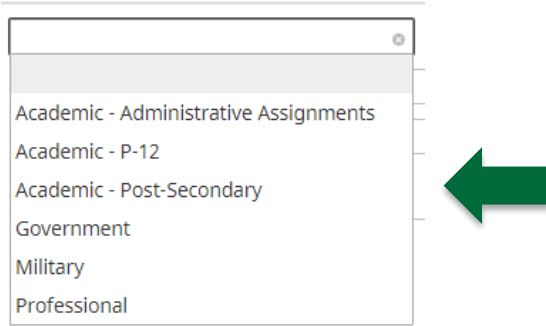 Academic - Administrative Assignments
Academic - P-12
Academic - Post-Secondary
Government
Military
Professional